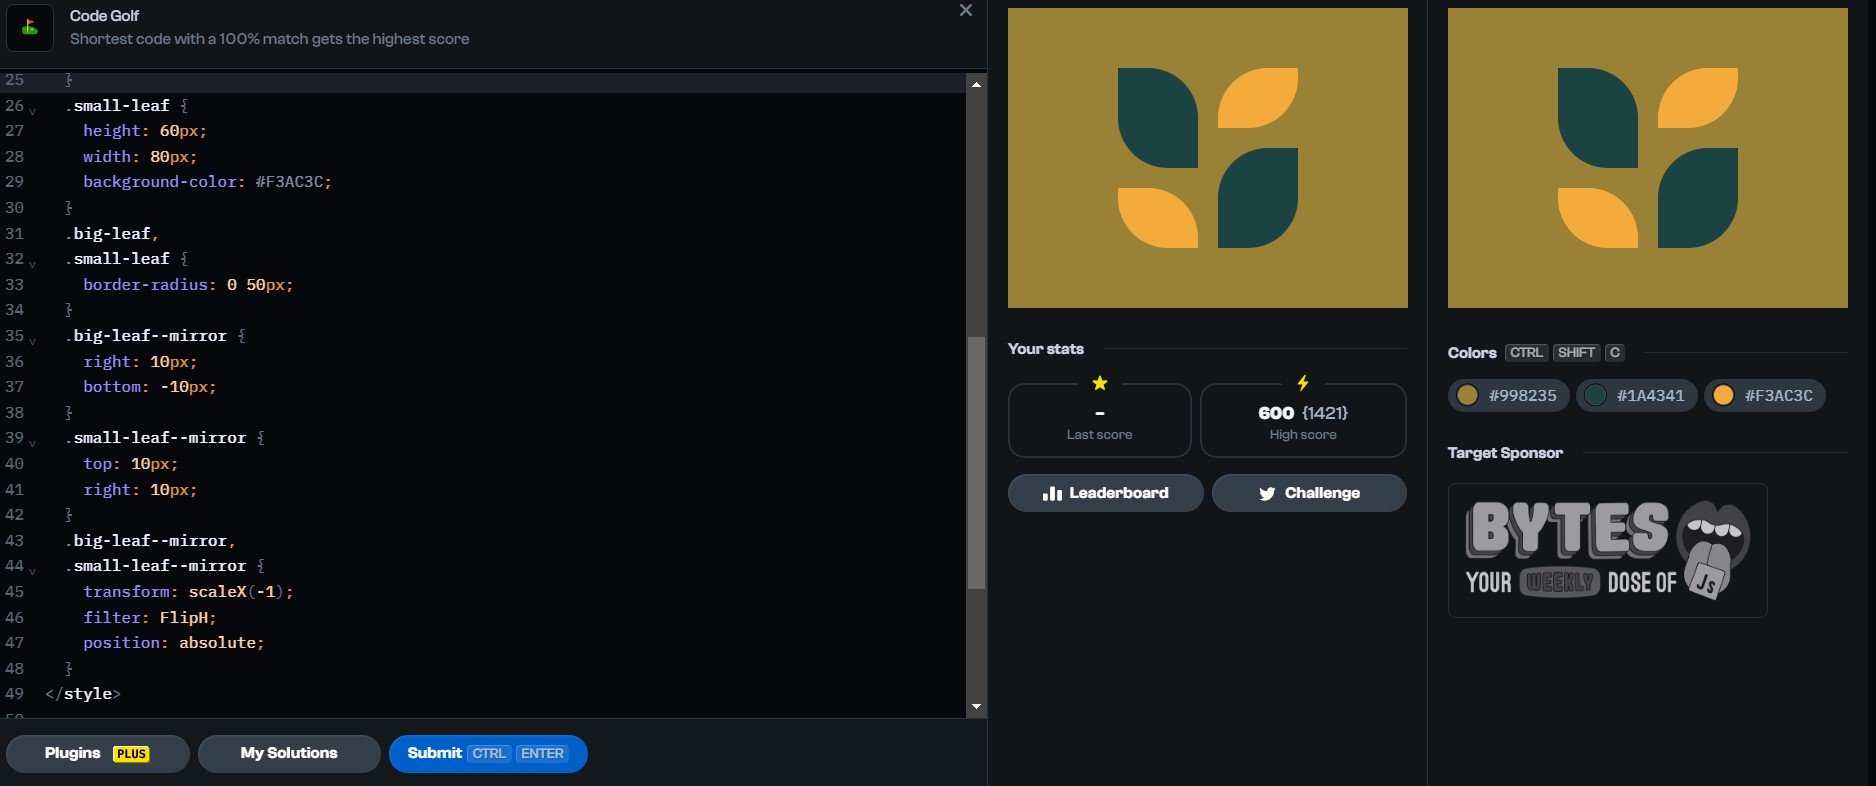 Code Golf
Shortest code with a 100% match gets the highest score
25 }
26 .small-leaf {
27 height: 60px;
28 width: 80px;
29 background-color: #F3AC3C;
30 }
31 .big-leaf,
32 .small-leaf {
33 border-radius: 0 50px;
34 }
35 .big-leaf--mirror {
36 right: 10px;
37 bottom: -10px;
38 }
39 .small-leaf--mirror {
40 top: 10px;
41 right: 10px;
42 }
43 .big-leaf--mirror,
44 .small-leaf--mirror {
45 transform: scaleX(-1);
46 filter: FlipH;
47 position: absolute;
48 }
49 </style>
Plugins PLUS
My Solutions
Submit CTRL ENTER
Your stats
-
Last score
600 {1421}
High score
Leaderboard
Challenge
Colors CTRL SHIFT C
#998235
#1A4341
#F3AC3C
Target Sponsor
BYTES
YOUR WEEKLY DOSE OF JS